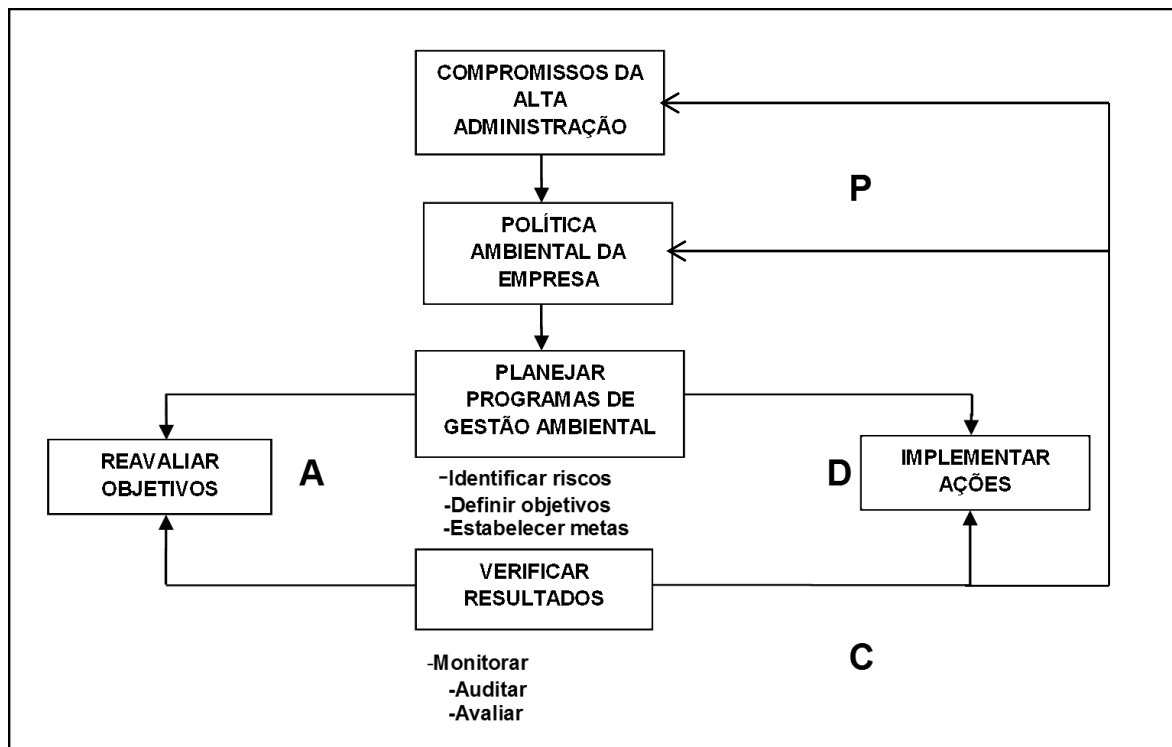 COMPROMISSOS DA
ALTA
ADMINISTRAÇÃO
P
POLÍTICA
AMBIENTAL DA
EMPRESA
PLANEJAR
PROGRAMAS DE
GESTÃO AMBIENTAL
REAVALIAR
OBJETIVOS
A
-Identificar riscos
-Definir objetivos
-Estabelecer metas
D
IMPLEMENTAR
AÇÕES
VERIFICAR
RESULTADOS
C
-Monitorar
-Auditar
-Avaliar